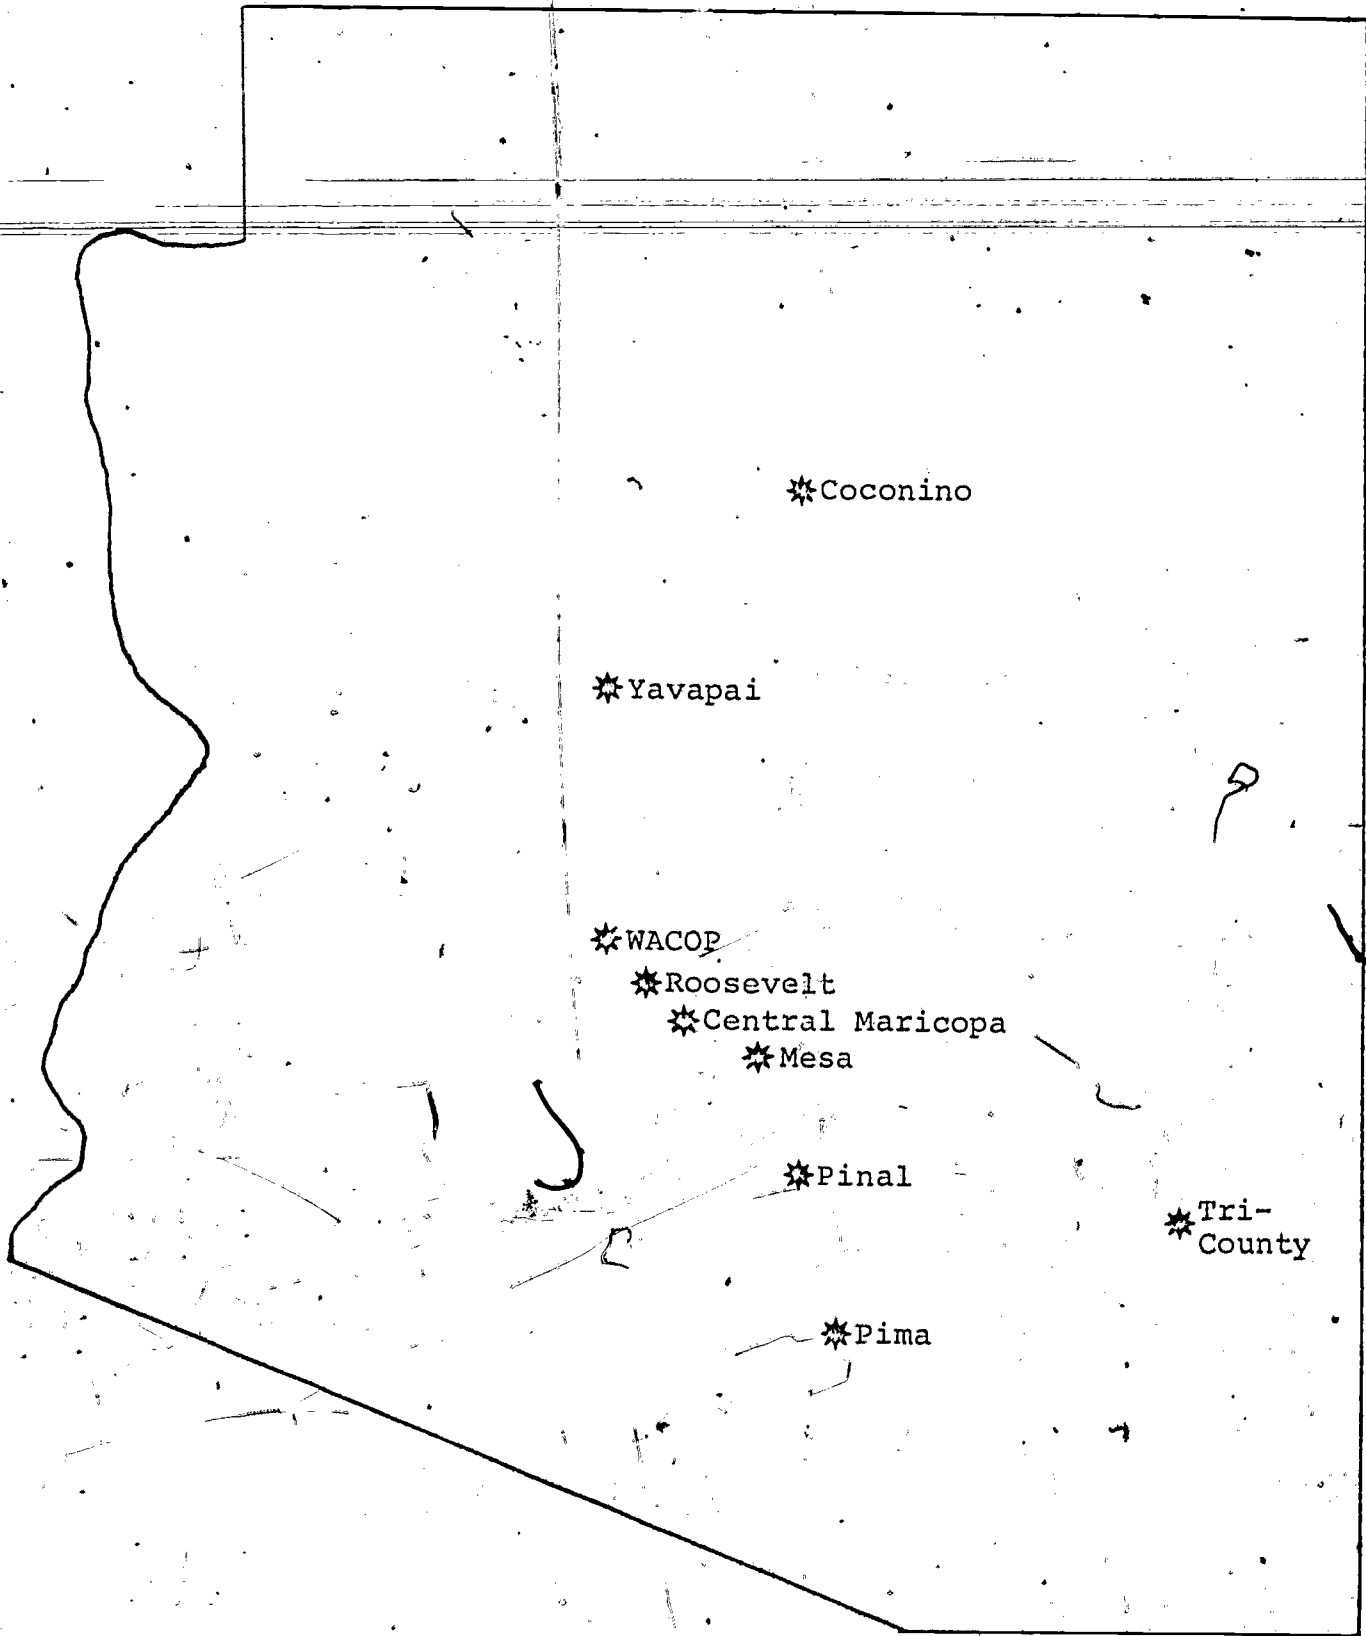 Coconino
Yavapai
WACOP
Roosevelt
Central Maricopa
Mesa
Pinal
Tri-
County
Pima